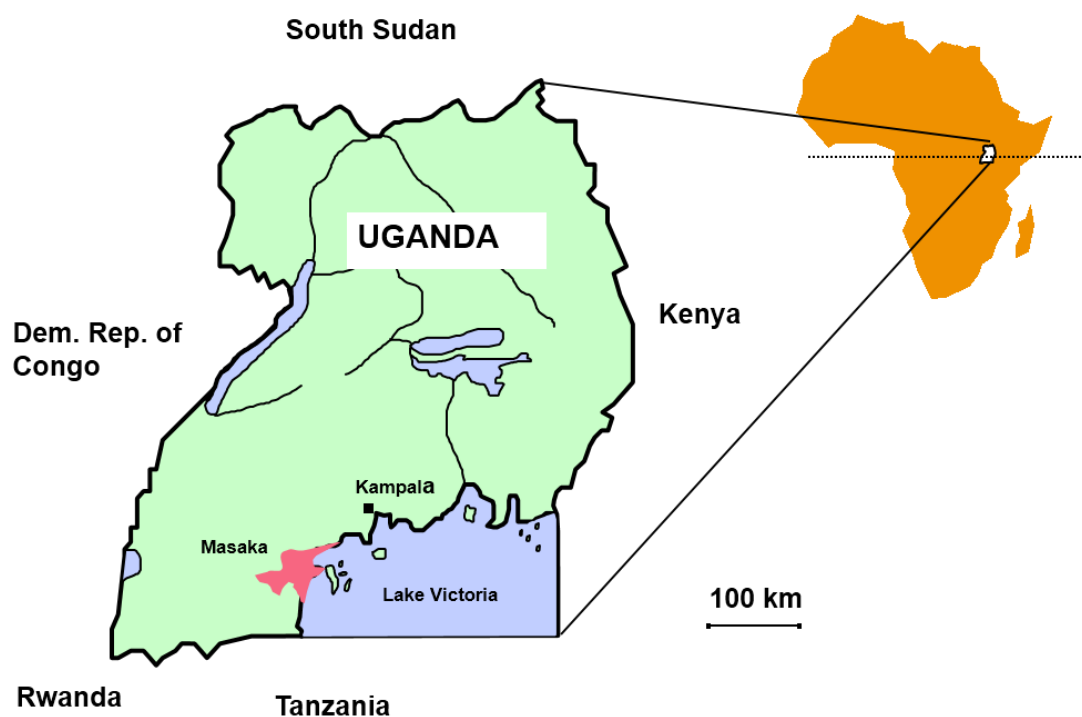 South Sudan
UGANDA
Kenya
Dem. Rep. of
Congo
Kampala
Masaka
Lake Victoria
100 km
Rwanda
Tanzania